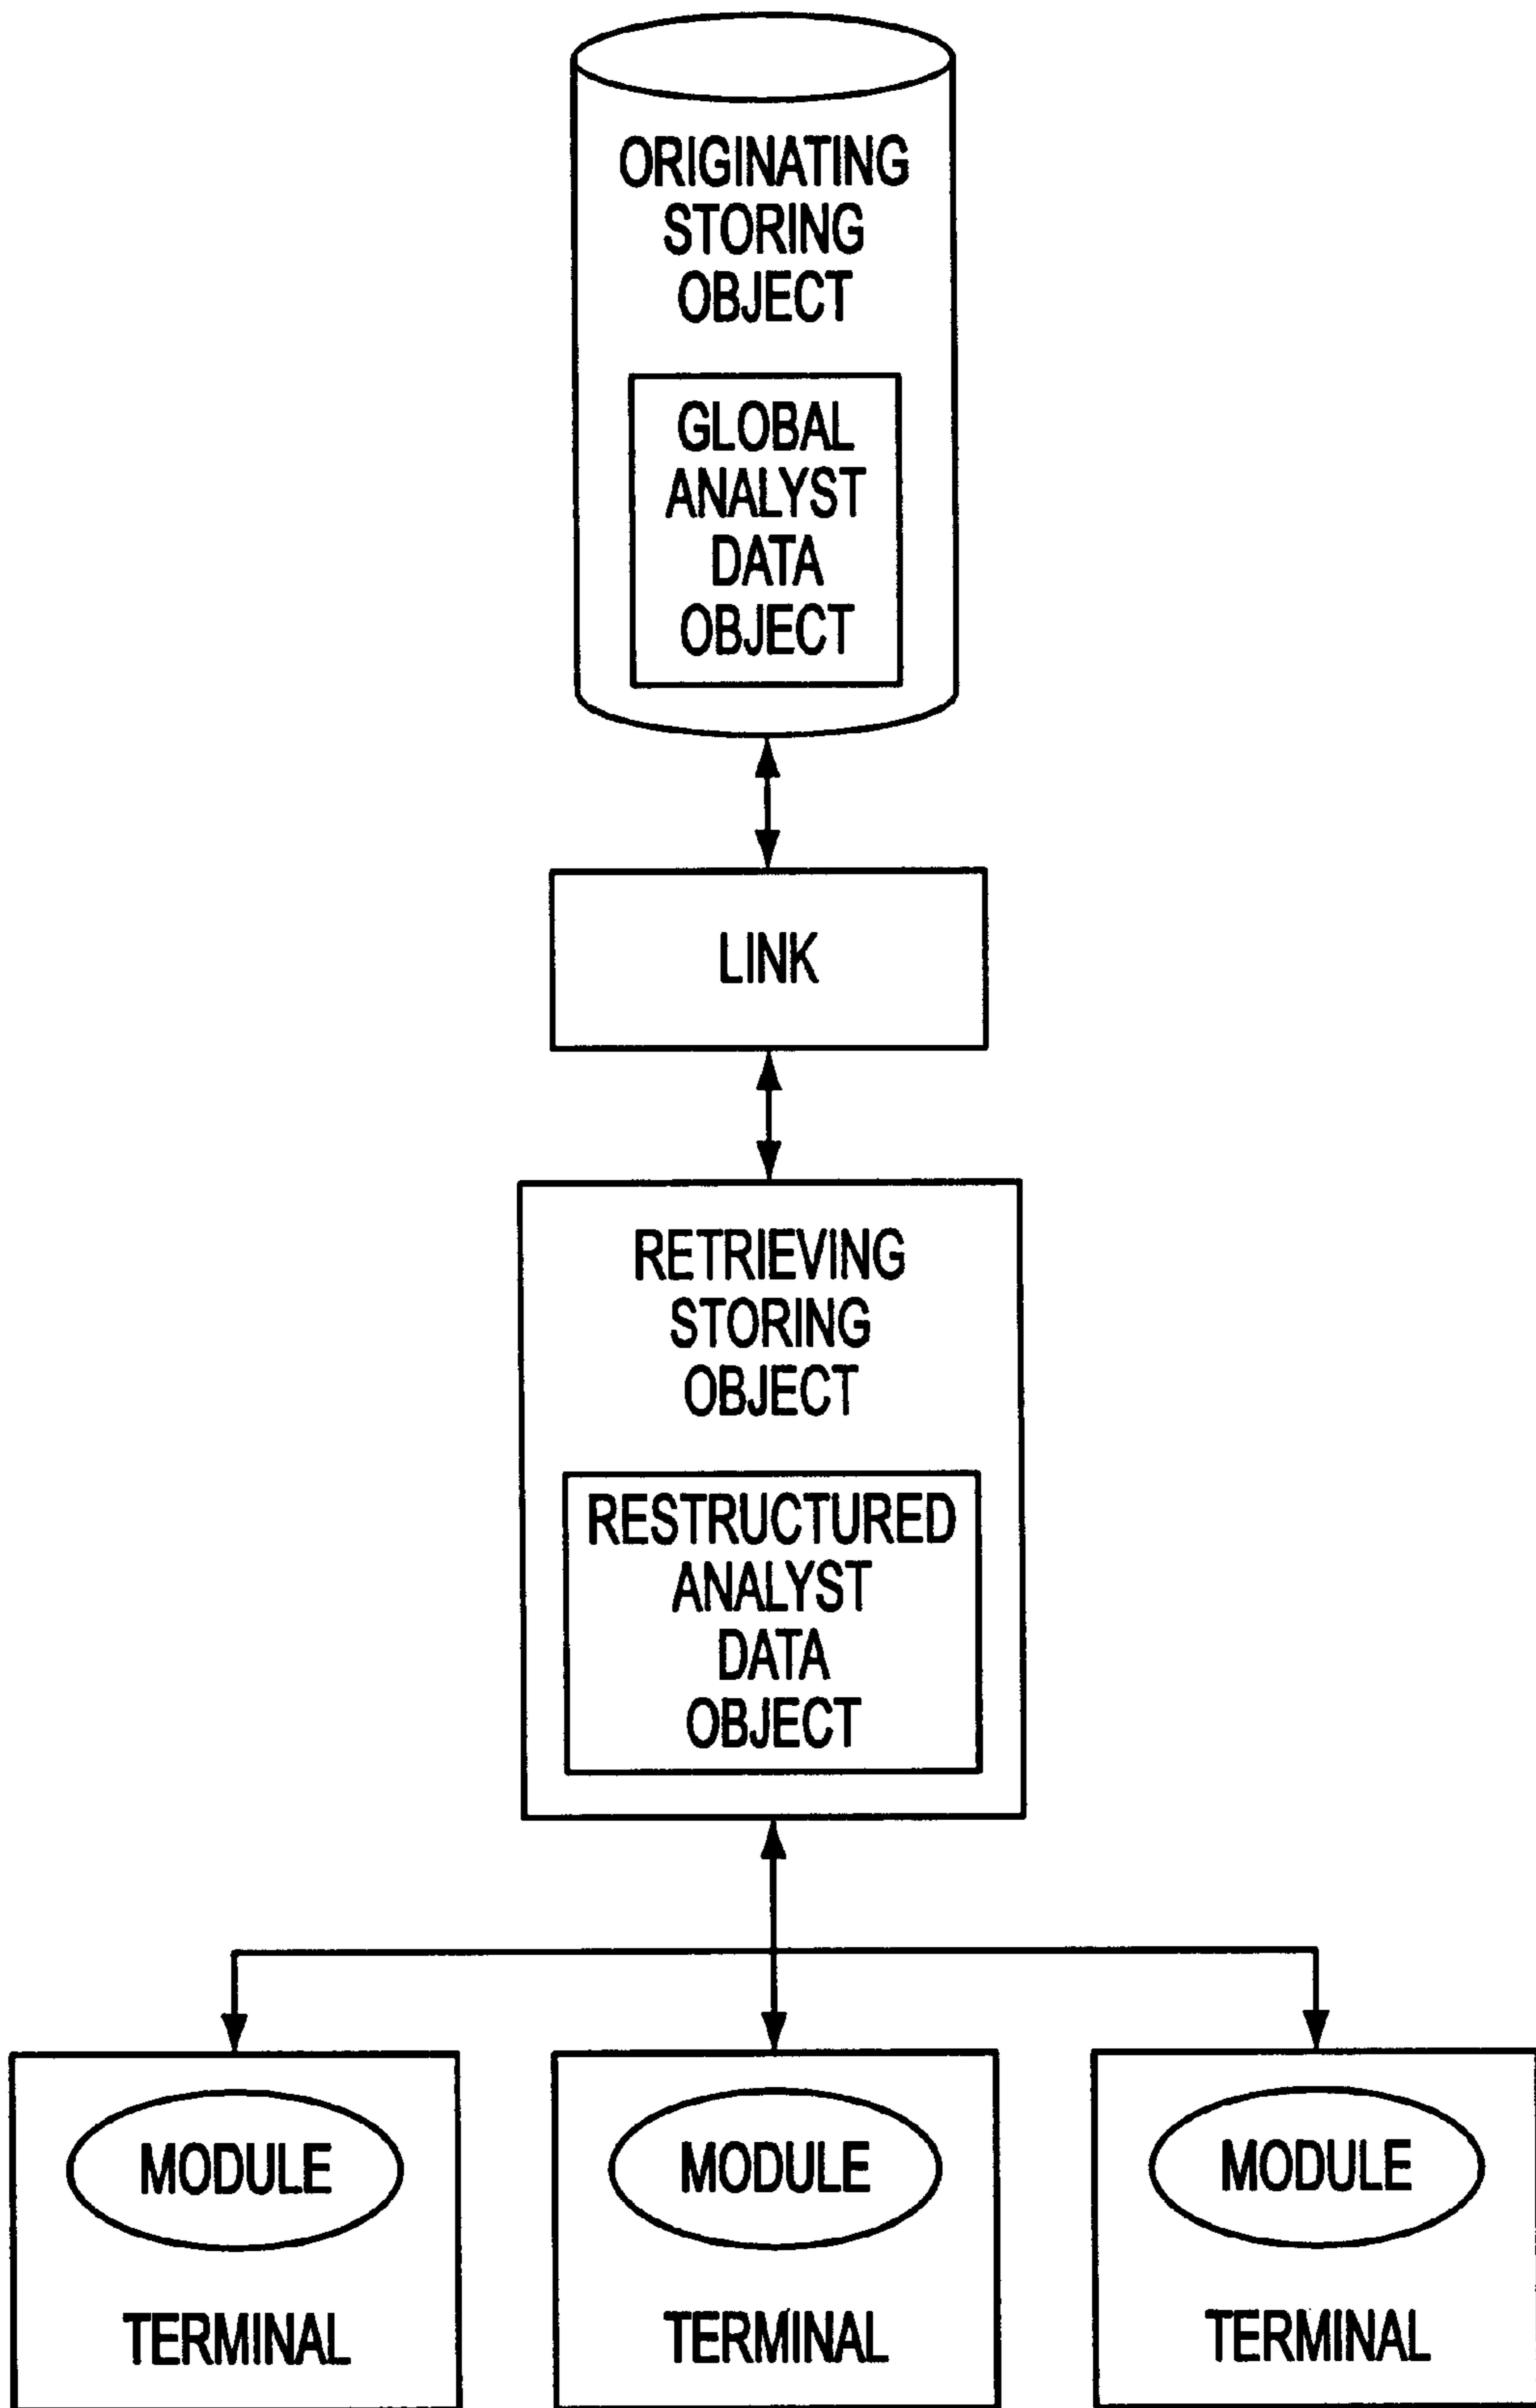 ORIGINATING
STORING
OBJECT
GLOBAL
ANALYST
DATA
OBJECT
LINK
RETRIEVING
STORING
OBJECT
RESTRUCTURED
ANALYST
DATA
OBJECT
MODULE
MODULE
MODULE
TERMINAL
TERMINAL
TERMINAL